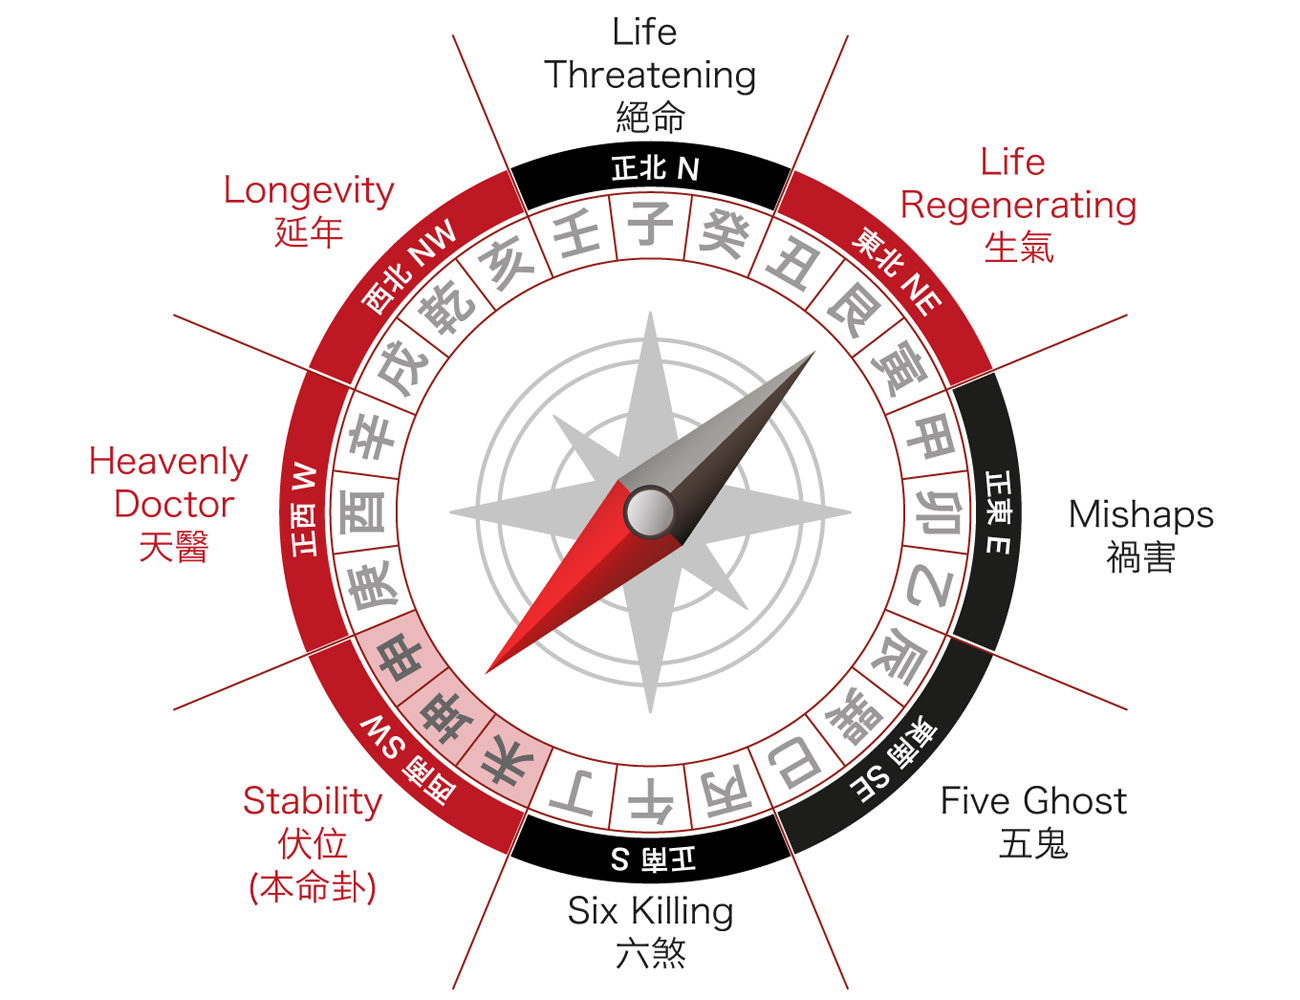 Life
Threatening
絕命
Life
Regenerating
生氣
Mishaps
禍害
Five Ghost
五鬼
Six Killing
六煞
Stability
伏位
(本命卦)
Heavenly
Doctor
天醫
Longevity
延年
正北 N
東北 NE
正東 E
東南 SE
正南 S
西南 SW
正西 W
西北 NW
壬
子
癸
丑
艮
寅
甲
卯
乙
辰
巽
巳
丙
午
丁
未
坤
申
庚
酉
辛
戌
乾
亥